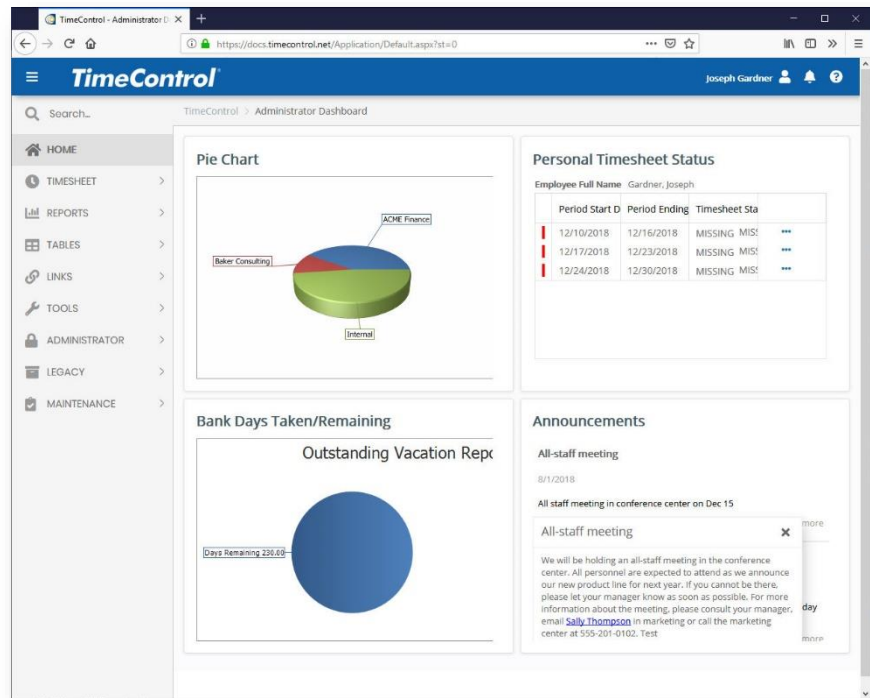 TimeControl - Administrator D
https://docs.timecontrol.net/Application/Default.aspx?st=0
TimeControl
Joseph Gardner
Search...
TimeControl > Administrator Dashboard
HOME
TIMESHEET
REPORTS
TABLES
LINKS
TOOLS
ADMINISTRATOR
LEGACY
MAINTENANCE
Pie Chart
ACME Finance
Baker Consulting
Internal
Personal Timesheet Status
Employee Full Name Gardner, Joseph
Period Start D Period Ending Timesheet Sta
12/10/2018 12/16/2018 MISSING MIS
12/17/2018 12/23/2018 MISSING MIS
12/24/2018 12/30/2018 MISSING MIS
Bank Days Taken/Remaining
Outstanding Vacation Repo
Days Remaining 230.00
Announcements
All-staff meeting
8/1/2018
All staff meeting in conference center on Dec 15
more
All-staff meeting
We will be holding an all-staff meeting in the conference
center. All personnel are expected to attend as we announce
our new product line for next year. If you cannot be there,
please let your manager know as soon as possible. For more
information about the meeting, please consult your manager,
email Sally Thompson in marketing or call the marketing
center at 555-201-0102. Test
day
more